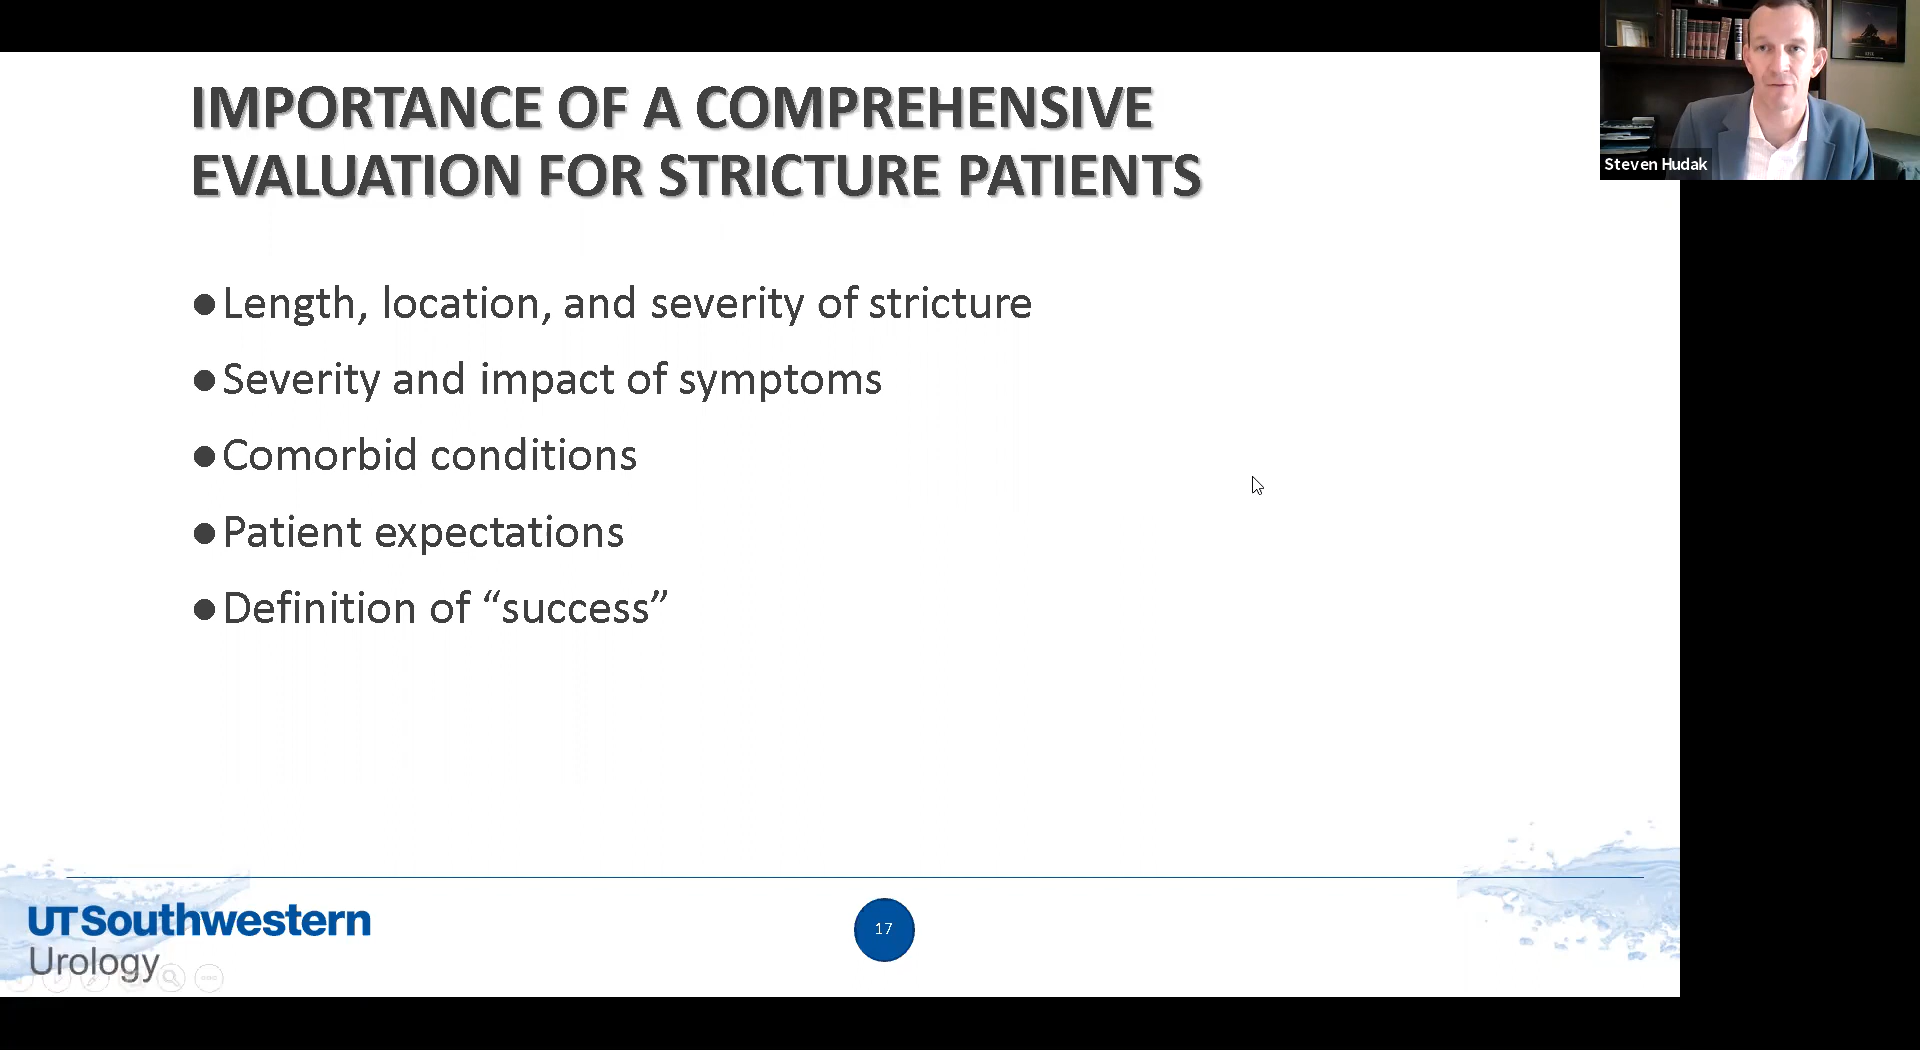 IMPORTANCE OF A COMPREHENSIVE
EVALUATION FOR STRICTURE PATIENTS
Steven Hudak
●Length, location, and severity of stricture
●Severity and impact of symptoms
●Comorbid conditions
●Patient expectations
●Definition of “success”
UTSouthwestern
Urology
17